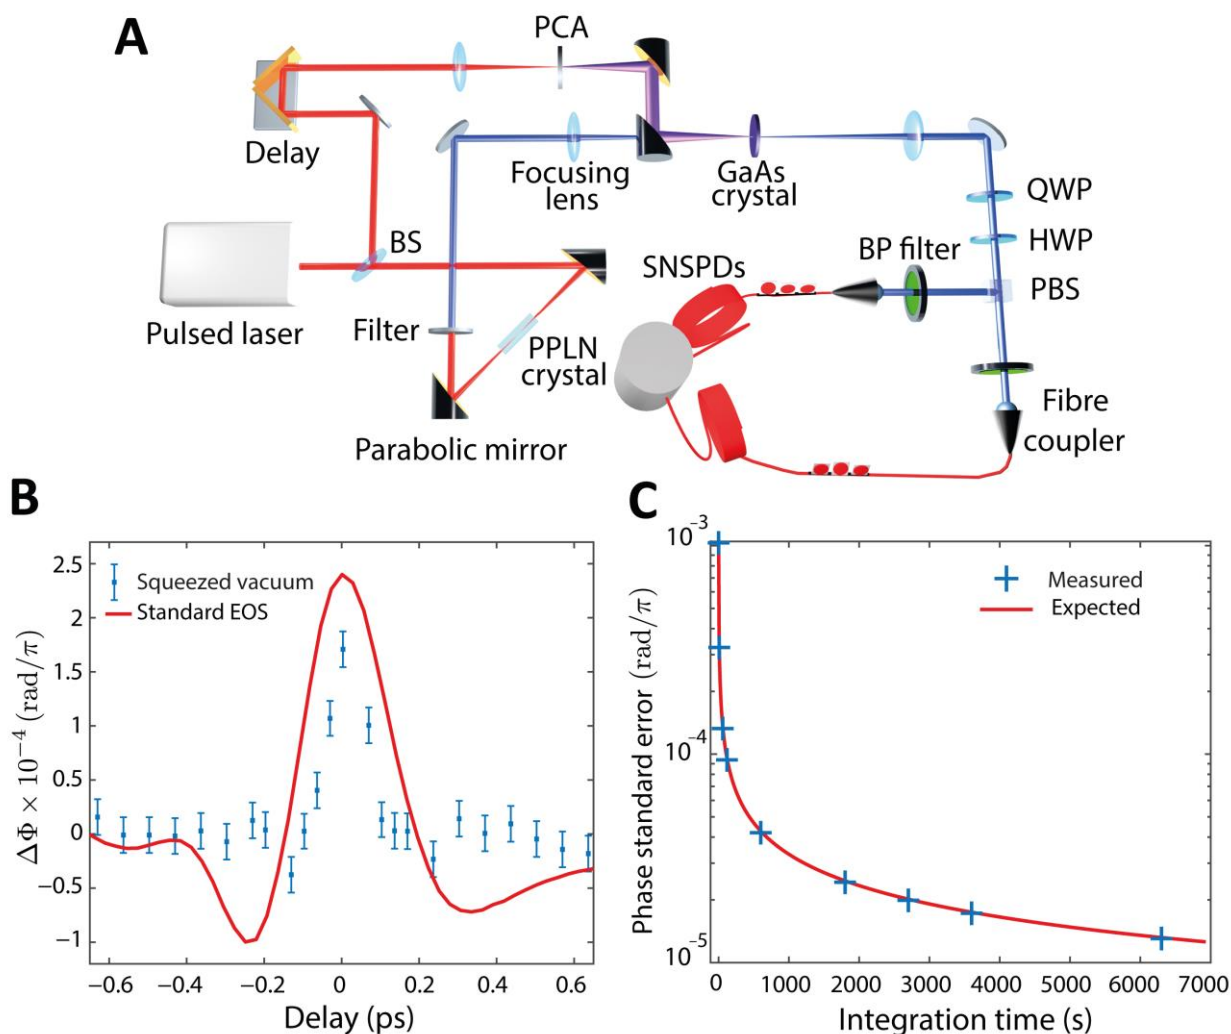 A
PCA
Delay
Focusing
lens
GaAs
crystal
QWP
HWP
PBS
BP filter
SNSPDs
BS
Pulsed laser
Filter
PPLN
crystal
Parabolic mirror
Fibre
coupler
B
ΔΦ × 10⁻⁴ (rad/π)
2.5
2
1.5
1
0.5
0
−0.5
−1
Squeezed vacuum
Standard EOS
−0.6 −0.4 −0.2 0 0.2 0.4 0.6
Delay (ps)
C
Phase standard error (rad/π)
10⁻³
10⁻⁴
10⁻⁵
Measured
Expected
0 1000 2000 3000 4000 5000 6000 7000
Integration time (s)